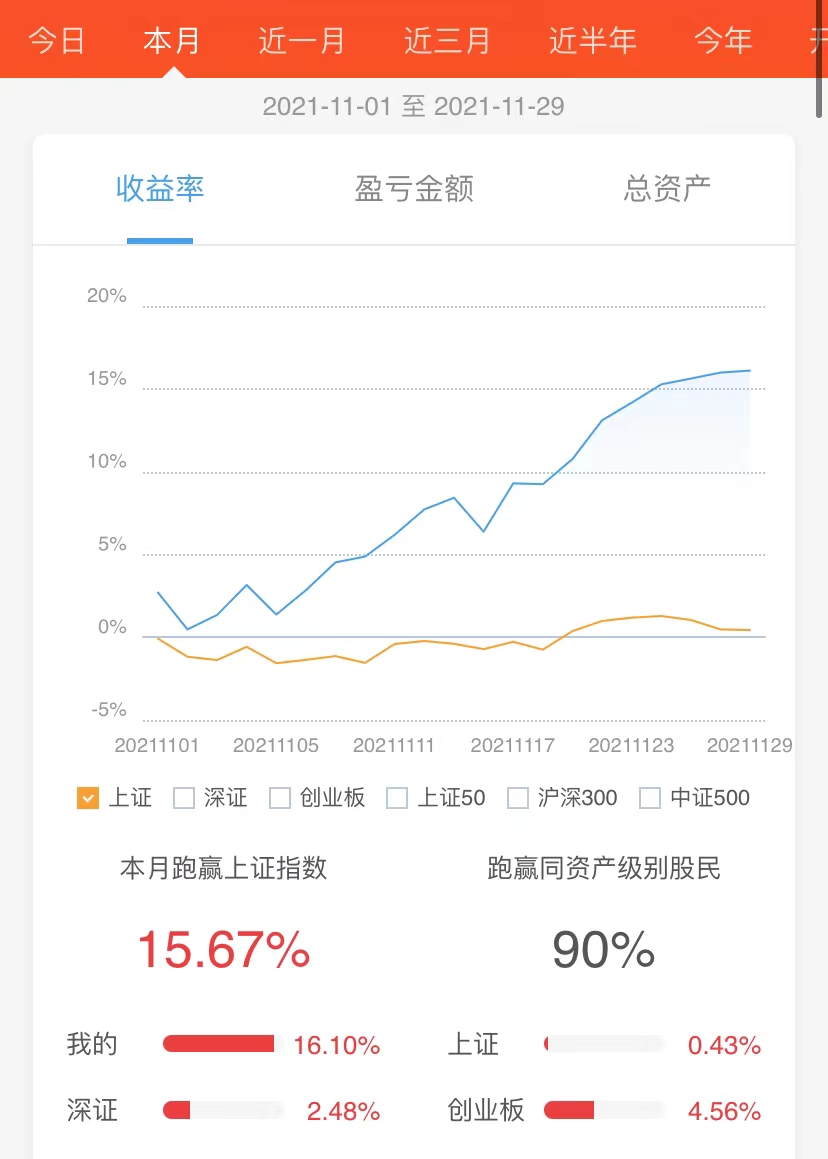 今日 本月 近一月 近三月 近半年 今年
2021-11-01 至 2021-11-29
收益率 盈亏金额 总资产
20%
15%
10%
5%
0%
-5%
20211101 20211105 20211111 20211117 20211123 20211129
上证 深证 创业板 上证50 沪深300 中证500
本月跑赢上证指数 跑赢同资产级别股民
15.67% 90%
我的 16.10% 上证 0.43%
深证 2.48% 创业板 4.56%